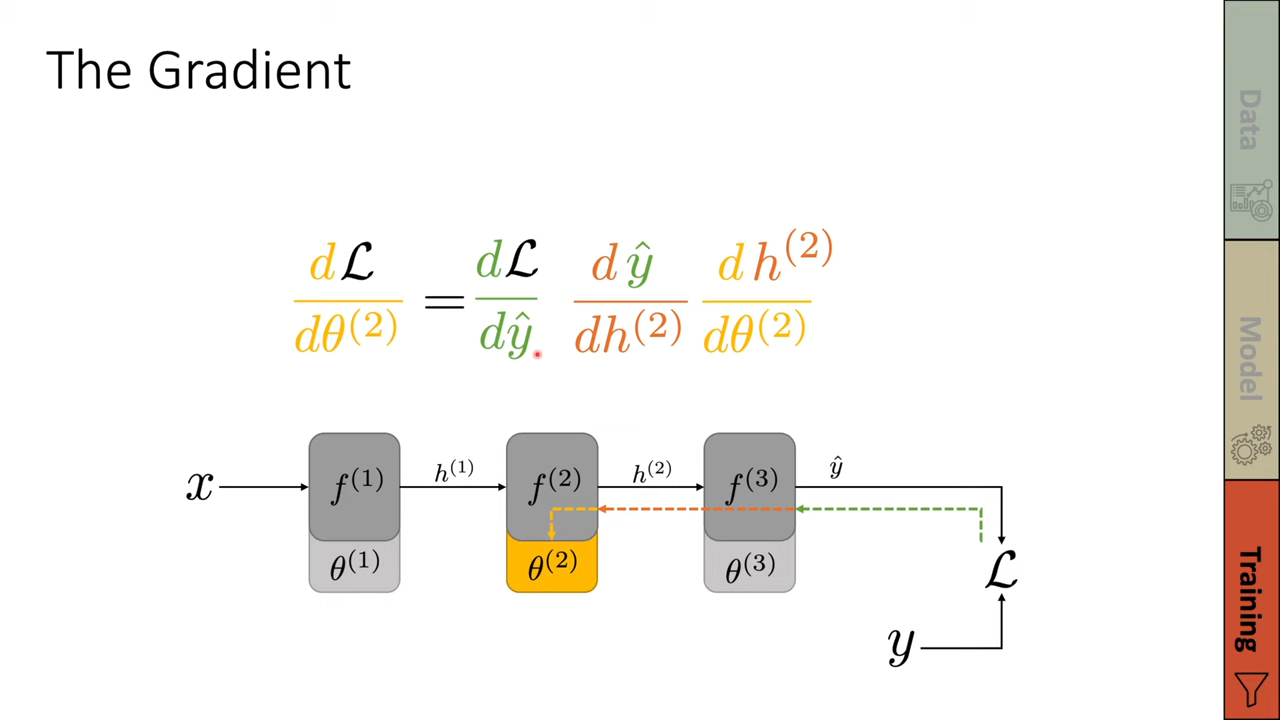 The Gradient
d𝓛/dθ⁽²⁾ = d𝓛/dŷ dŷ/dh⁽²⁾ dh⁽²⁾/dθ⁽²⁾
x f⁽¹⁾ h⁽¹⁾ f⁽²⁾ h⁽²⁾ f⁽³⁾ ŷ
θ⁽¹⁾ θ⁽²⁾ θ⁽³⁾ 𝓛
y
Data
Model
Training